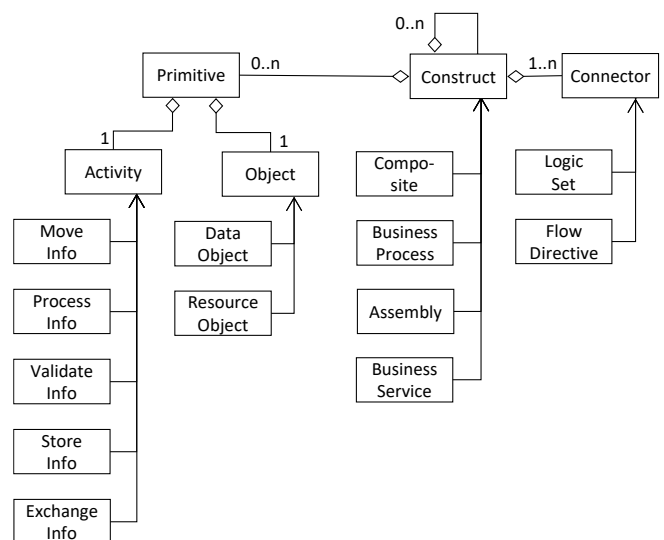 0..n
0..n
1..n
Primitive
Construct
Connector
1
1
Activity
Object
Compo-
site
Logic
Set
Move
Info
Data
Object
Business
Process
Flow
Directive
Process
Info
Resource
Object
Assembly
Validate
Info
Business
Service
Store
Info
Exchange
Info